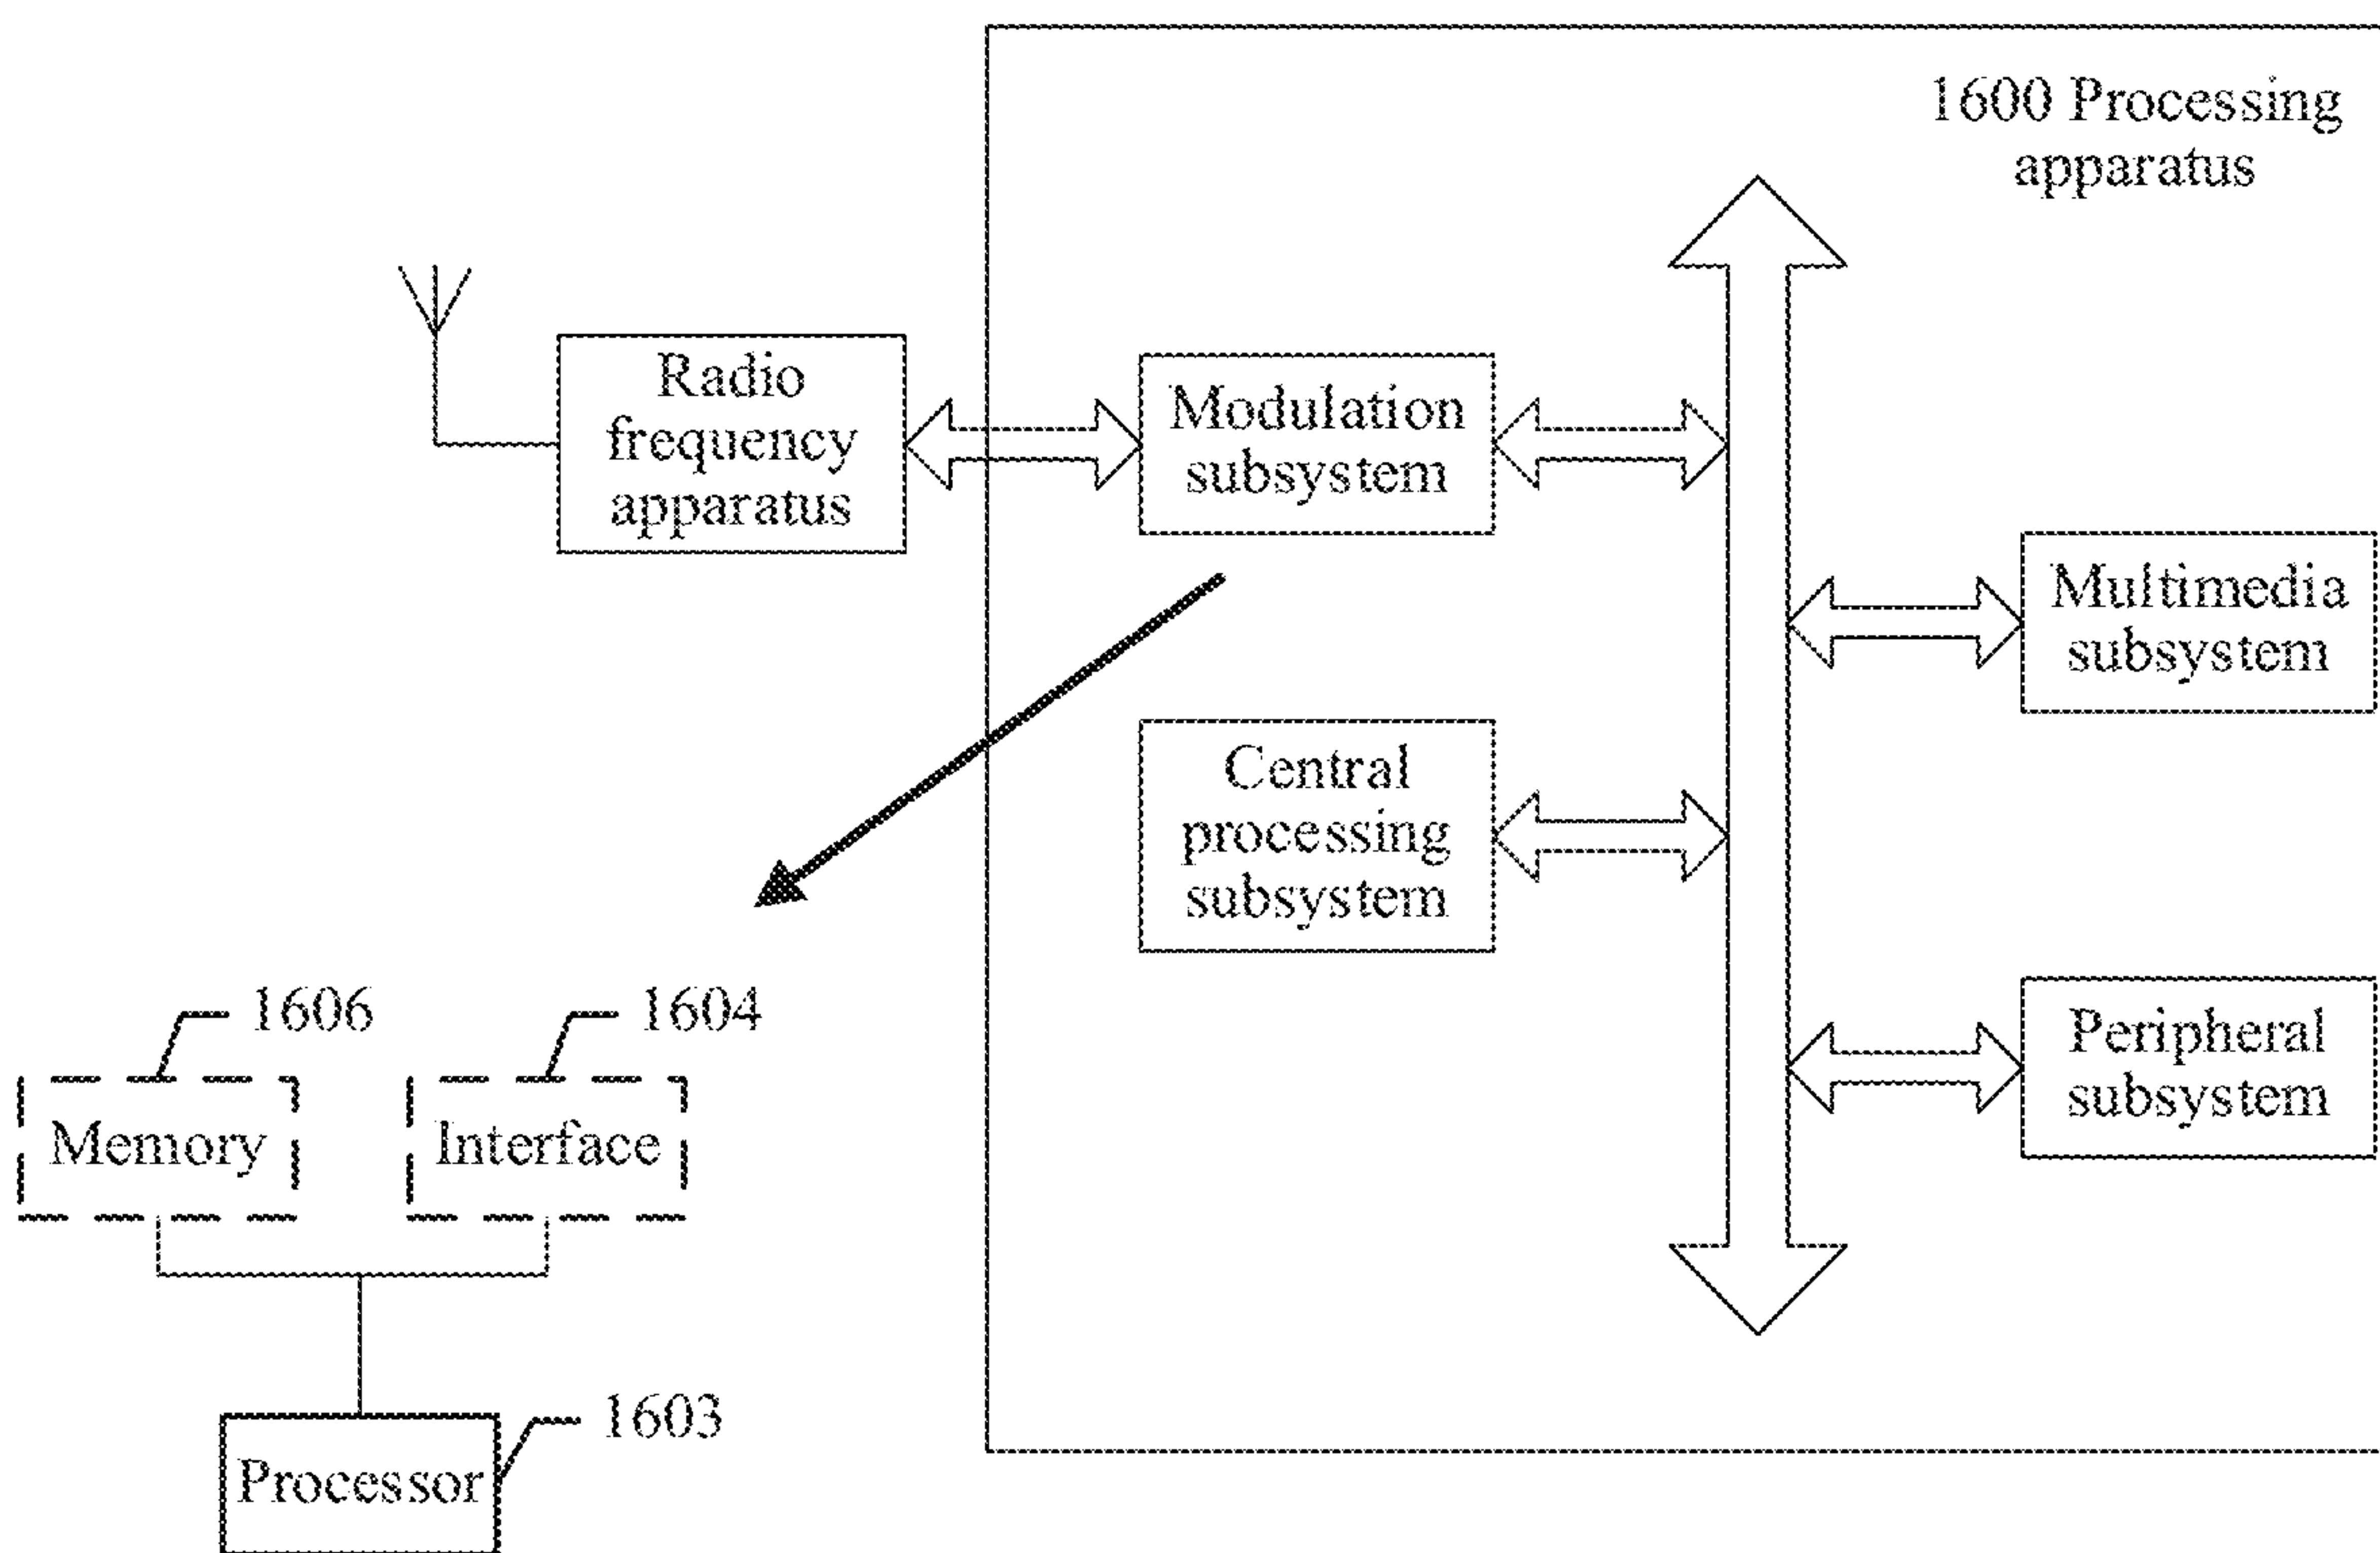 1600 Processing
apparatus
Radio
frequency
apparatus
Modulation
subsystem
Multimedia
subsystem
Central
processing
subsystem
Peripheral
subsystem
1606
1604
Memory
Interface
1603
Processor